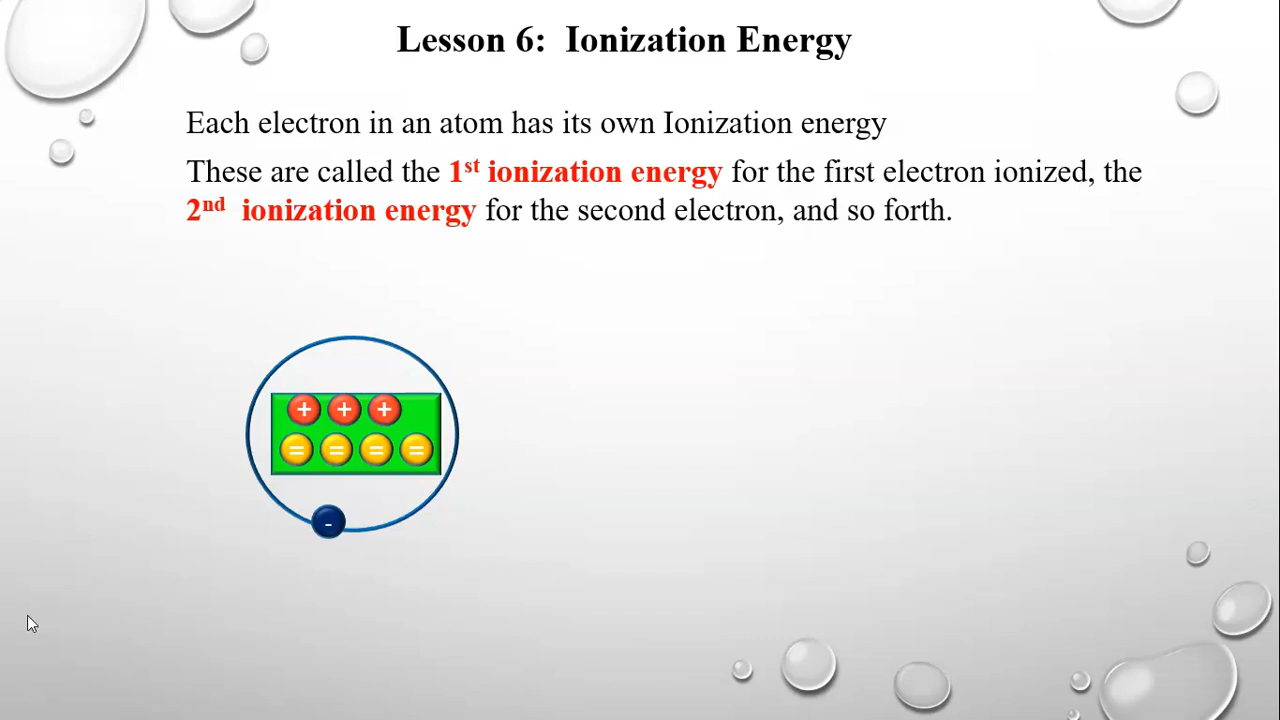 Lesson 6:  Ionization Energy
Each electron in an atom has its own Ionization energy
These are called the 1st ionization energy for the first electron ionized, the
2nd  ionization energy for the second electron, and so forth.
+ + +
= = = =
-